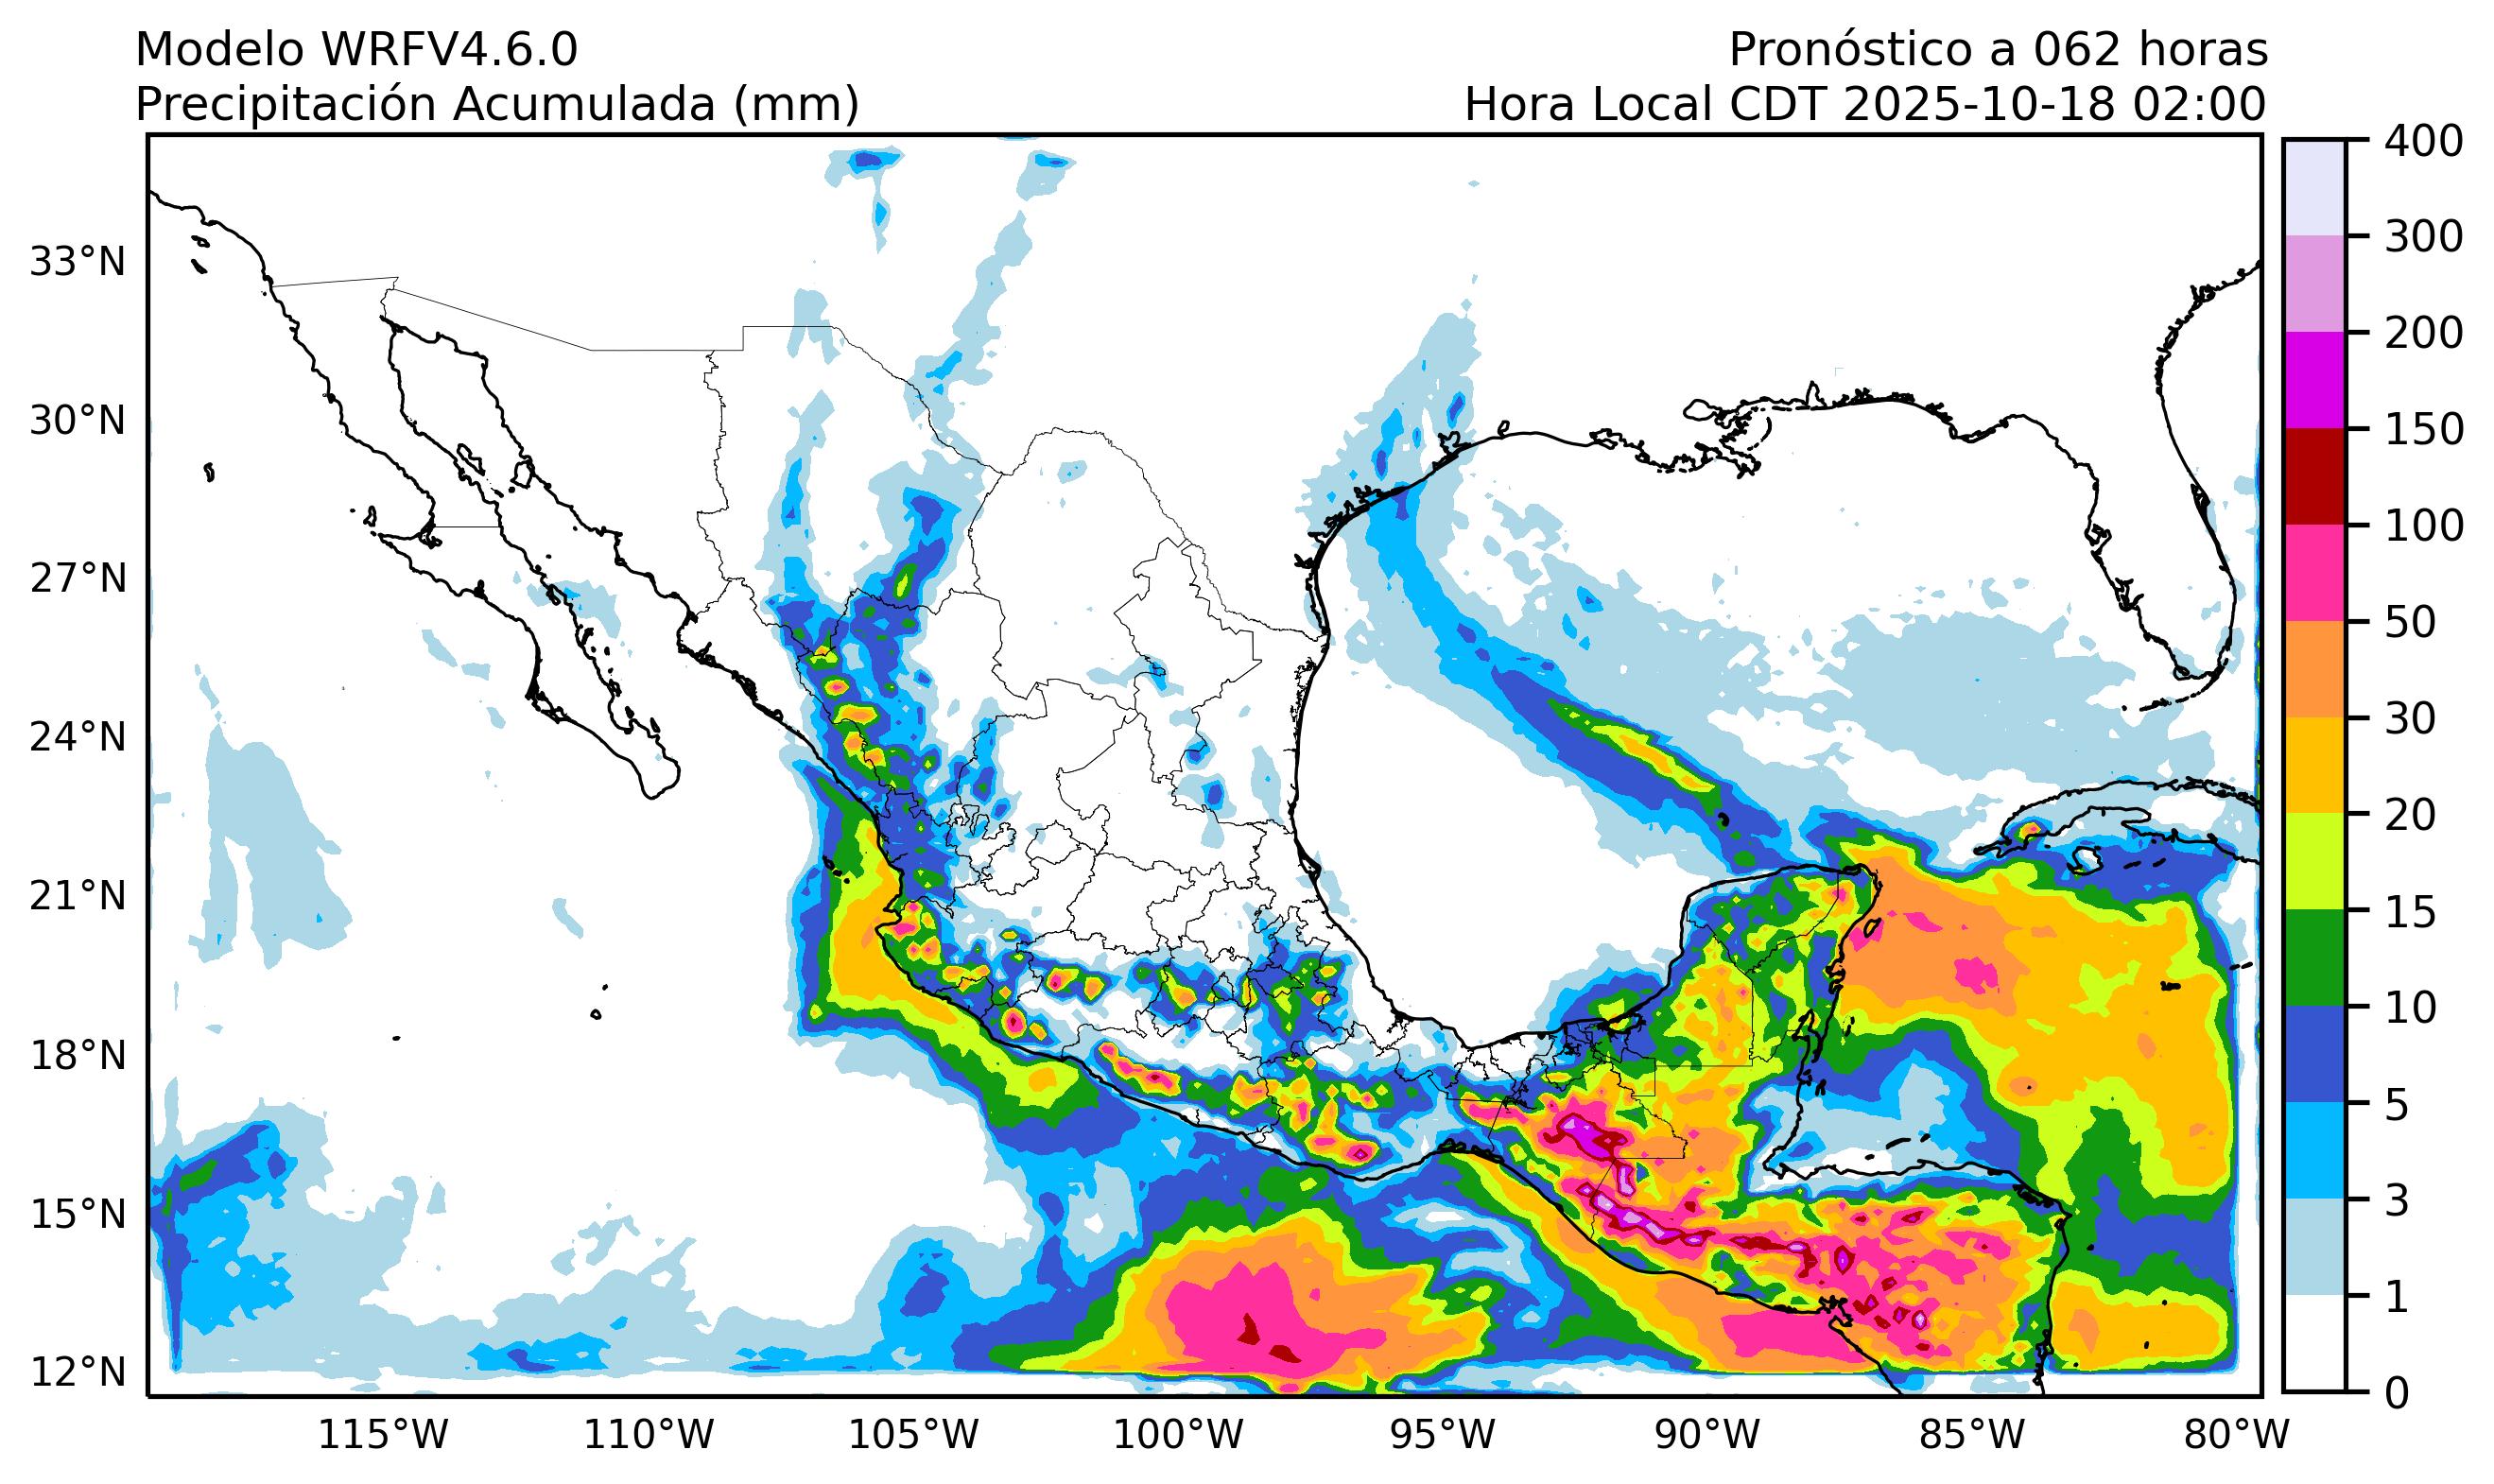 Modelo WRFV4.6.0
Pronóstico a 062 horas
Precipitación Acumulada (mm)
Hora Local CDT 2025-10-18 02:00
400
300
200
150
100
50
30
20
15
10
5
3
1
0
33°N
30°N
27°N
24°N
21°N
18°N
15°N
12°N
115°W
110°W
105°W
100°W
95°W
90°W
85°W
80°W